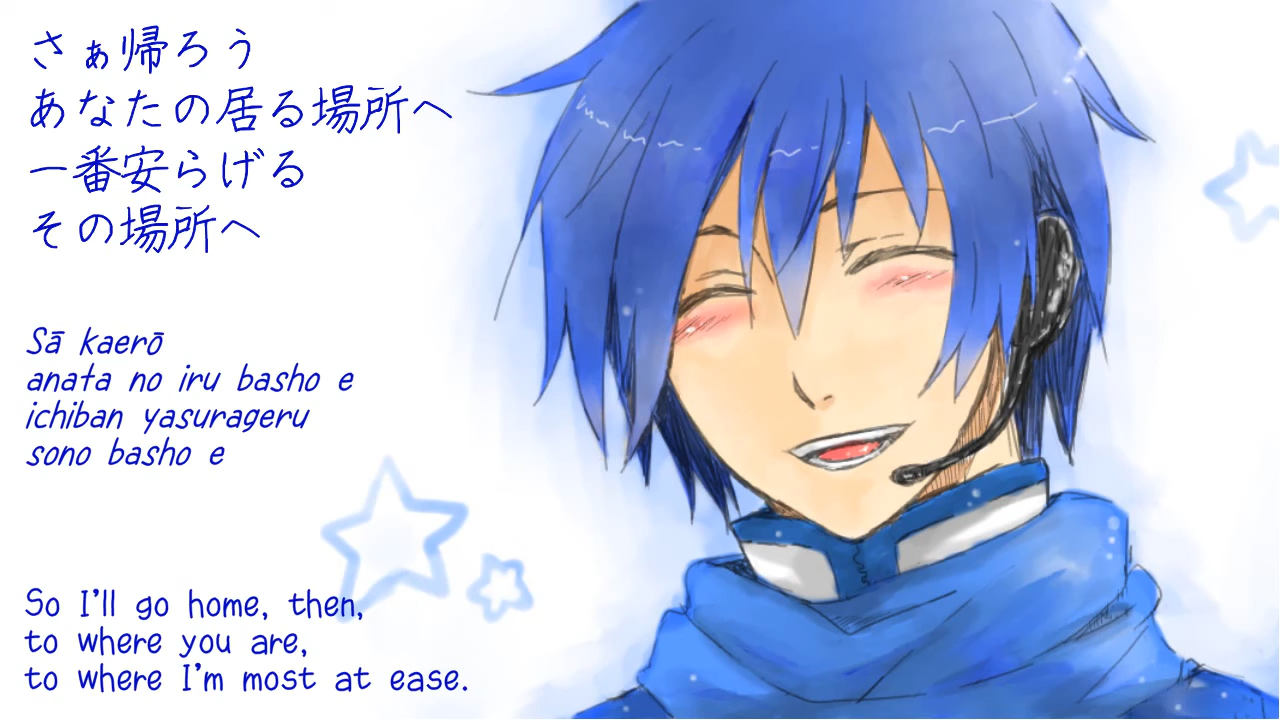 さぁ帰ろう
あなたの居る場所へ
一番安らげる
その場所へ
Sā kaerō
anata no iru basho e
ichiban yasurageru
sono basho e
So I'll go home, then,
to where you are,
to where I'm most at ease.